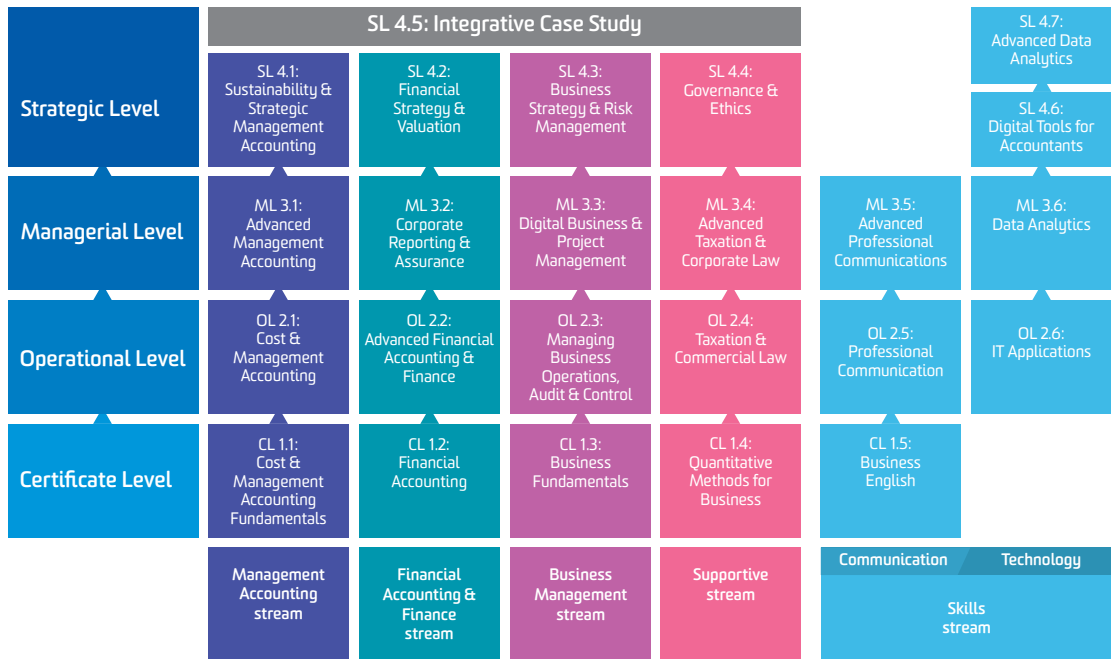 SL 4.5: Integrative Case Study
Strategic Level
SL 4.1:
Sustainability &
Strategic
Management
Accounting
SL 4.2:
Financial
Strategy &
Valuation
SL 4.3:
Business
Strategy & Risk
Management
SL 4.4:
Governance &
Ethics
SL 4.7:
Advanced Data
Analytics
SL 4.6:
Digital Tools for
Accountants
Managerial Level
ML 3.1:
Advanced
Management
Accounting
ML 3.2:
Corporate
Reporting &
Assurance
ML 3.3:
Digital Business &
Project
Management
ML 3.4:
Advanced
Taxation &
Corporate Law
ML 3.5:
Advanced
Professional
Communications
ML 3.6:
Data Analytics
Operational Level
OL 2.1:
Cost &
Management
Accounting
OL 2.2:
Advanced Financial
Accounting &
Finance
OL 2.3:
Managing
Business
Operations,
Audit & Control
OL 2.4:
Taxation &
Commercial Law
OL 2.5:
Professional
Communication
OL 2.6:
IT Applications
Certificate Level
CL 1.1:
Cost &
Management
Accounting
Fundamentals
CL 1.2:
Financial
Accounting
CL 1.3:
Business
Fundamentals
CL 1.4:
Quantitative
Methods for
Business
CL 1.5:
Business
English
Management
Accounting
stream
Financial
Accounting &
Finance
stream
Business
Management
stream
Supportive
stream
Communication
Technology
Skills
stream